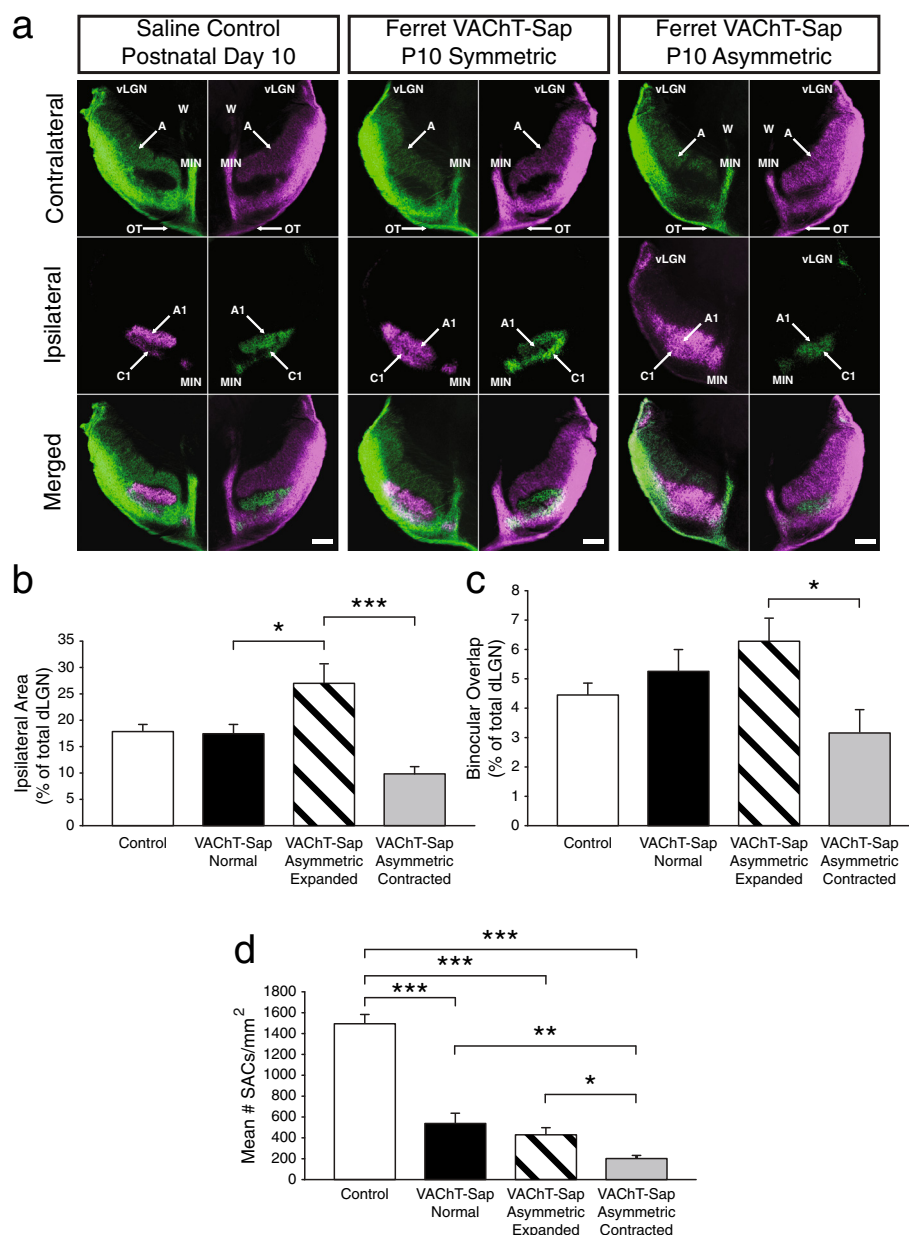 a
Saline Control
Postnatal Day 10
Ferret VAChT-Sap
P10 Symmetric
Ferret VAChT-Sap
P10 Asymmetric
Contralateral
vLGN
W
A
MIN
OT
vLGN
W
A
MIN
OT
vLGN
A
MIN
OT
vLGN
A
MIN
OT
vLGN
W
A
MIN
OT
vLGN
W
A
MIN
OT
Ipsilateral
A1
C1
MIN
A1
C1
MIN
A1
C1
MIN
A1
C1
MIN
vLGN
A1
C1
MIN
vLGN
A1
C1
MIN
Merged
b
Ipsilateral Area
(% of total dLGN)
35
30
25
20
15
10
5
0
*
***
Control
VAChT-Sap
Normal
VAChT-Sap
Asymmetric
Expanded
VAChT-Sap
Asymmetric
Contracted
c
Binocular Overlap
(% of total dLGN)
8
7
6
5
4
3
2
1
0
*
Control
VAChT-Sap
Normal
VAChT-Sap
Asymmetric
Expanded
VAChT-Sap
Asymmetric
Contracted
d
Mean # SACs/mm²
1800
1600
1400
1200
1000
800
600
400
200
0
***
***
***
**
*
Control
VAChT-Sap
Normal
VAChT-Sap
Asymmetric
Expanded
VAChT-Sap
Asymmetric
Contracted